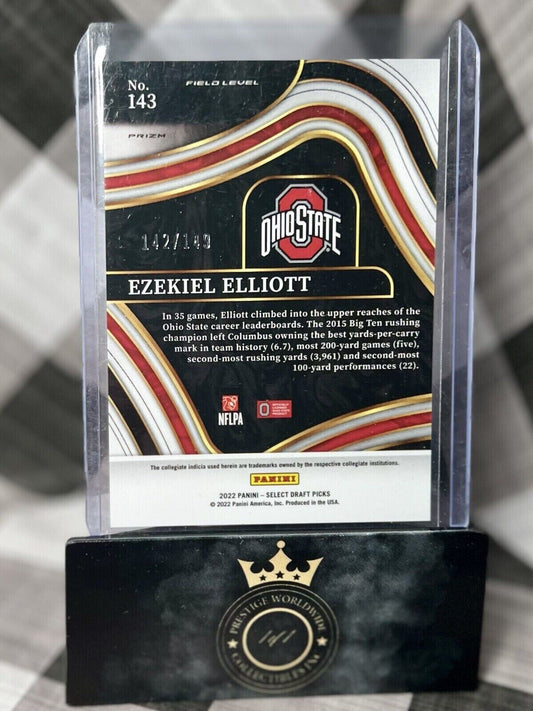 No.
143
FIELD LEVEL
PRIZM
142/149
OHIO STATE
EZEKIEL ELLIOTT
In 35 games, Elliott climbed into the upper reaches of the
Ohio State career leaderboards. The 2015 Big Ten rushing
champion left Columbus owning the best yards-per-carry
mark in team history (6.7), most 200-yard games (five),
second-most rushing yards (3,961) and second-most
100-yard performances (22).
NFLPA
OFFICIALLY
LICENSED
The collegiate indicia used herein are trademarks owned by the respective collegiate institutions.
PANINI
2022 PANINI – SELECT DRAFT PICKS
© 2022 Panini America, Inc. Produced in the USA.
PRESTIGE WORLDWIDE
1of1
COLLECTIBLES INC